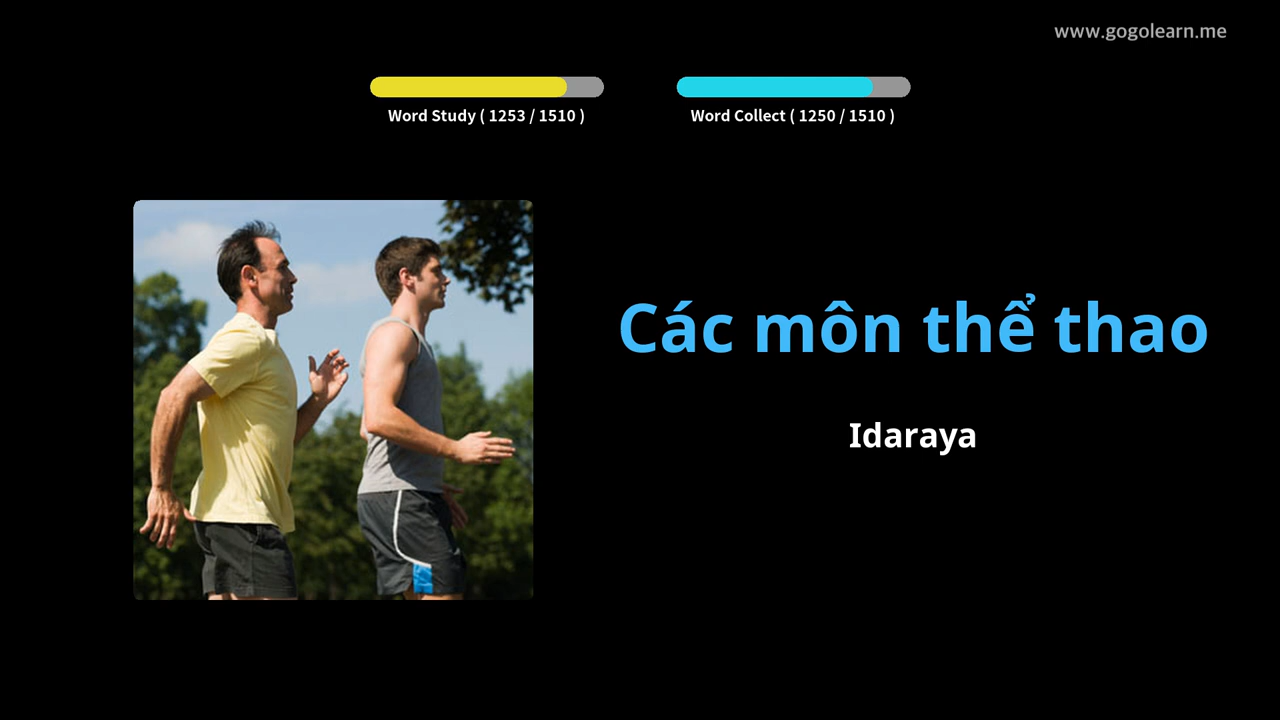 www.gogolearn.me
Word Study ( 1253 / 1510 )
Word Collect ( 1250 / 1510 )
Các môn thể thao
Idaraya